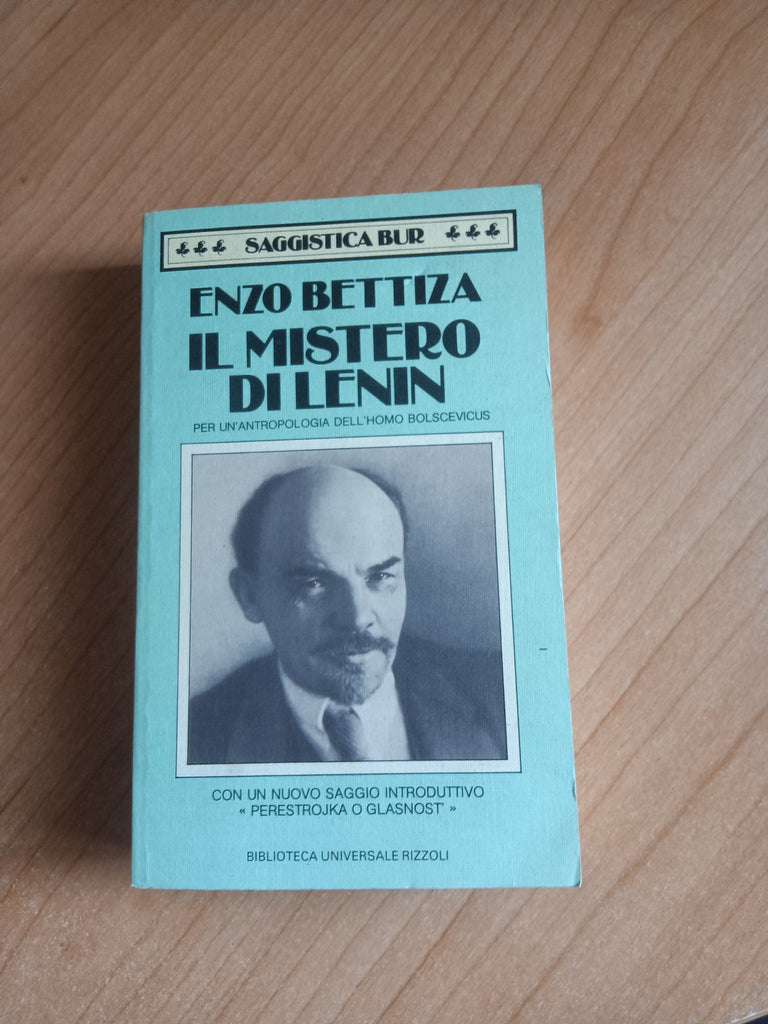 SAGGISTICA BUR
ENZO BETTIZA
IL MISTERO
DI LENIN
PER UN'ANTROPOLOGIA DELL'HOMO BOLSCEVICUS
CON UN NUOVO SAGGIO INTRODUTTIVO
« PERESTROJKA O GLASNOST' »
BIBLIOTECA UNIVERSALE RIZZOLI